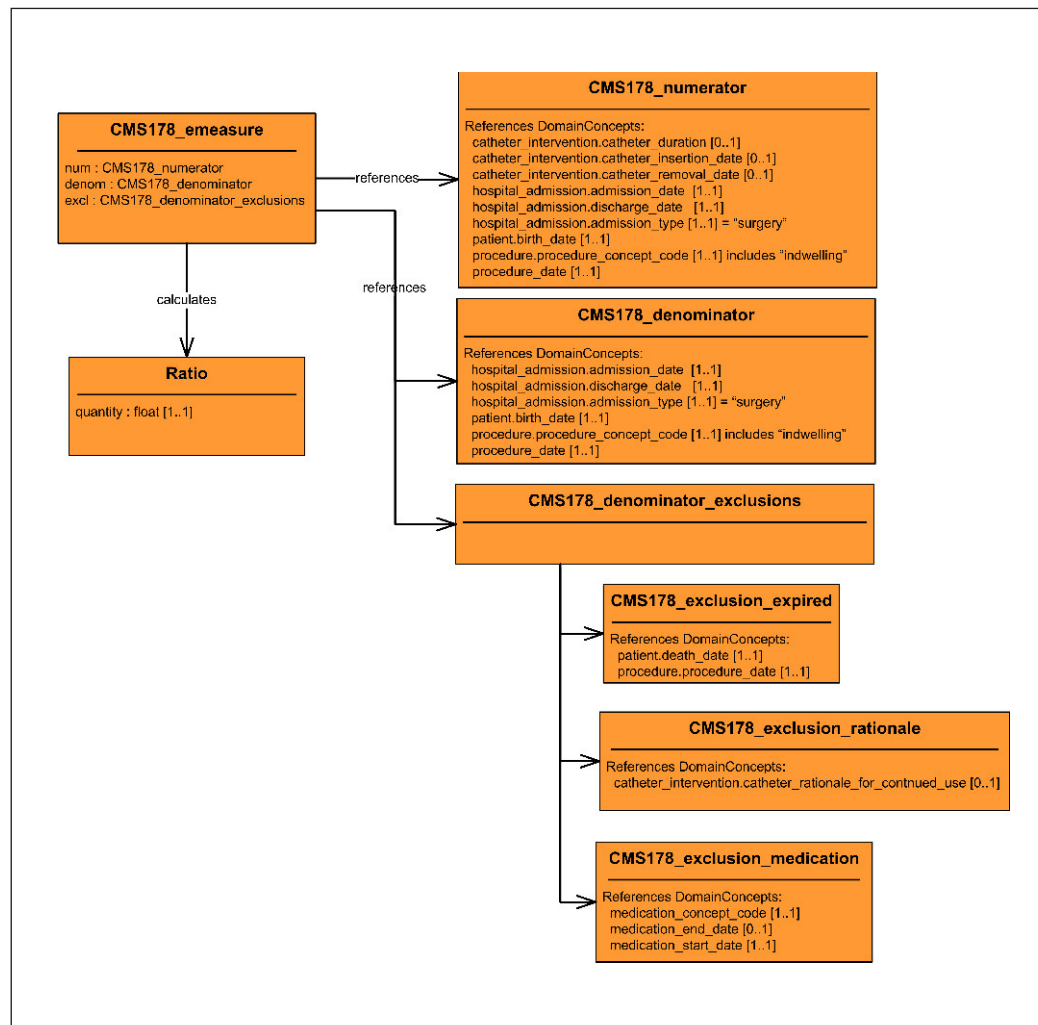 CMS178_emeasure
num : CMS178_numerator
denom : CMS178_denominator
excl : CMS178_denominator_exclusions
references
references
calculates
Ratio
quantity : float [1..1]
CMS178_numerator
References DomainConcepts:
catheter_intervention.catheter_duration [0..1]
catheter_intervention.catheter_insertion_date [0..1]
catheter_intervention.catheter_removal_date [0..1]
hospital_admission.admission_date [1..1]
hospital_admission.discharge_date [1..1]
hospital_admission.admission_type [1..1] = “surgery”
patient.birth_date [1..1]
procedure.procedure_concept_code [1..1] includes “indwelling”
procedure_date [1..1]
CMS178_denominator
References DomainConcepts:
hospital_admission.admission_date [1..1]
hospital_admission.discharge_date [1..1]
hospital_admission.admission_type [1..1] = “surgery”
patient.birth_date [1..1]
procedure.procedure_concept_code [1..1] includes “indwelling”
procedure_date [1..1]
CMS178_denominator_exclusions
CMS178_exclusion_expired
References DomainConcepts:
patient.death_date [1..1]
procedure.procedure_date [1..1]
CMS178_exclusion_rationale
References DomainConcepts:
catheter_intervention.catheter_rationale_for_contnued_use [0..1]
CMS178_exclusion_medication
References DomainConcepts:
medication_concept_code [1..1]
medication_end_date [0..1]
medication_start_date [1..1]